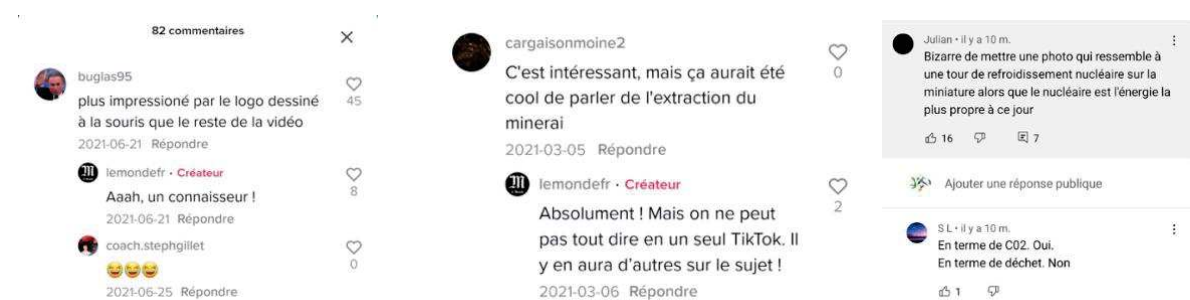 82 commentaires
buglas95
plus impressioné par le logo dessiné
à la souris que le reste de la vidéo
45
2021-06-21 Répondre
lemondefr · Créateur
Aaah, un connaisseur !
8
2021-06-21 Répondre
coach.stephgillet
😂😂😂
0
2021-06-25 Répondre
cargaisonmoine2
C'est intéressant, mais ça aurait été
cool de parler de l'extraction du
minerai
0
2021-03-05 Répondre
lemondefr · Créateur
Absolument ! Mais on ne peut
pas tout dire en un seul TikTok. Il
y en aura d'autres sur le sujet !
2
2021-03-06 Répondre
Julian · il y a 10 m.
Bizarre de mettre une photo qui ressemble à
une tour de refroidissement nucléaire sur la
miniature alors que le nucléaire est l'énergie la
plus propre à ce jour
16 7
Ajouter une réponse publique
S L · il y a 10 m.
En terme de C02. Oui.
En terme de déchet. Non
1